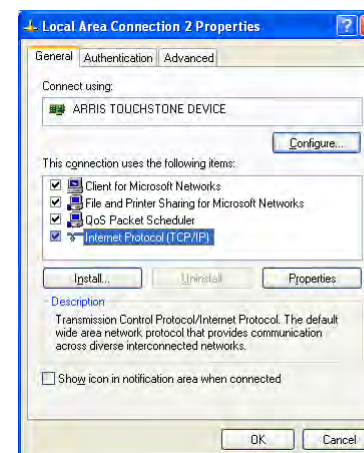 Local Area Connection 2 Properties
?
General Authentication Advanced
Connect using:
ARRIS TOUCHSTONE DEVICE
Configure...
This connection uses the following items:
Client for Microsoft Networks
File and Printer Sharing for Microsoft Networks
QoS Packet Scheduler
Internet Protocol (TCP/IP)
Install... Uninstall Properties
Description
Transmission Control Protocol/Internet Protocol. The default
wide area network protocol that provides communication
across diverse interconnected networks.
Show icon in notification area when connected
OK Cancel